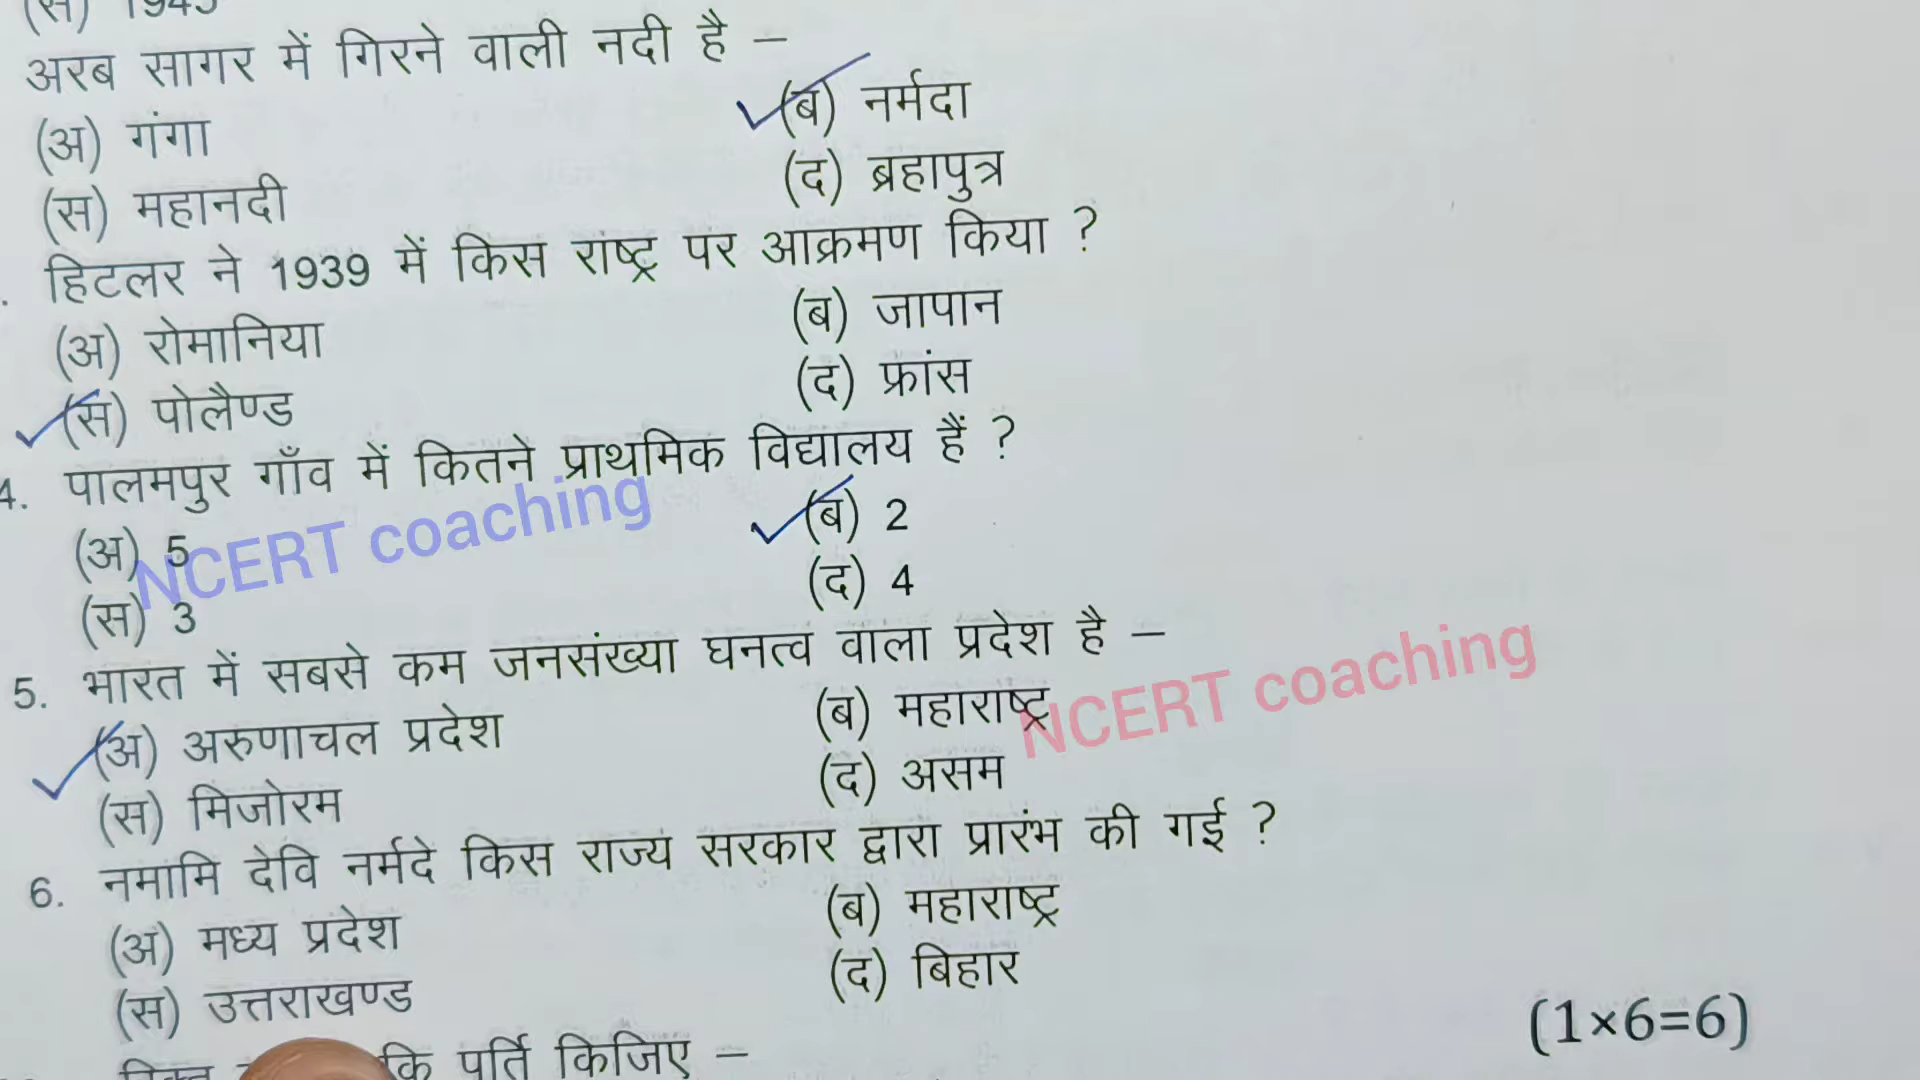 (स) 1945
अरब सागर में गिरने वाली नदी है –
(अ) गंगा (ब) नर्मदा
(स) महानदी (द) ब्रहापुत्र
. हिटलर ने 1939 में किस राष्ट्र पर आक्रमण किया ?
(अ) रोमानिया (ब) जापान
(स) पोलैण्ड (द) फ्रांस
4. पालमपुर गाँव में कितने प्राथमिक विद्यालय हैं ?
NCERT coaching
(अ) 5 (ब) 2
(स) 3 (द) 4
5. भारत में सबसे कम जनसंख्या घनत्व वाला प्रदेश है –
NCERT coaching
(अ) अरुणाचल प्रदेश (ब) महाराष्ट्र
(स) मिजोरम (द) असम
6. नमामि देवि नर्मदे किस राज्य सरकार द्वारा प्रारंभ की गई ?
(अ) मध्य प्रदेश (ब) महाराष्ट्र
(स) उत्तराखण्ड (द) बिहार
(1×6=6)
कि पूर्ति किजिए –